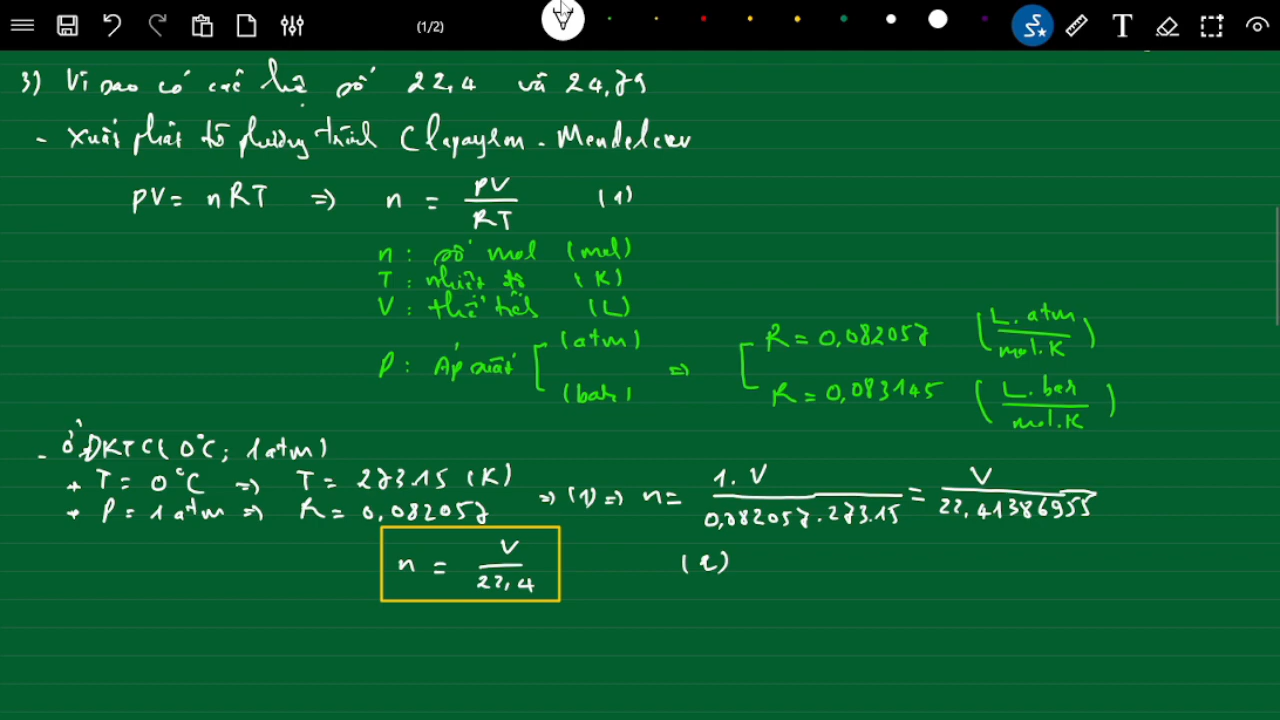 (1/2)
T
3) Vì sao có các hệ số 22,4 và 24,79
- Xuất phát từ phương trình Clapaylon - Mendeleev
pV = nRT ⇒ n = pV/RT (1)
n : số mol (mol)
T : nhiệt độ (K)
V : thể tích (L)
P : Áp suất [ (atm) ⇒ [ R = 0,082057 (L.atm/mol.K)
(bar) R = 0,083145 (L.bar/mol.K)
- Ở ĐKTC ( 0°C ; 1atm )
+ T = 0°C ⇒ T = 273.15 (K)
+ P = 1 atm ⇒ R = 0,082057 ⇒ (1) ⇒ n = 1.V/0,082057.273.15 = V/22,41386955
n = V/22,4 (2)